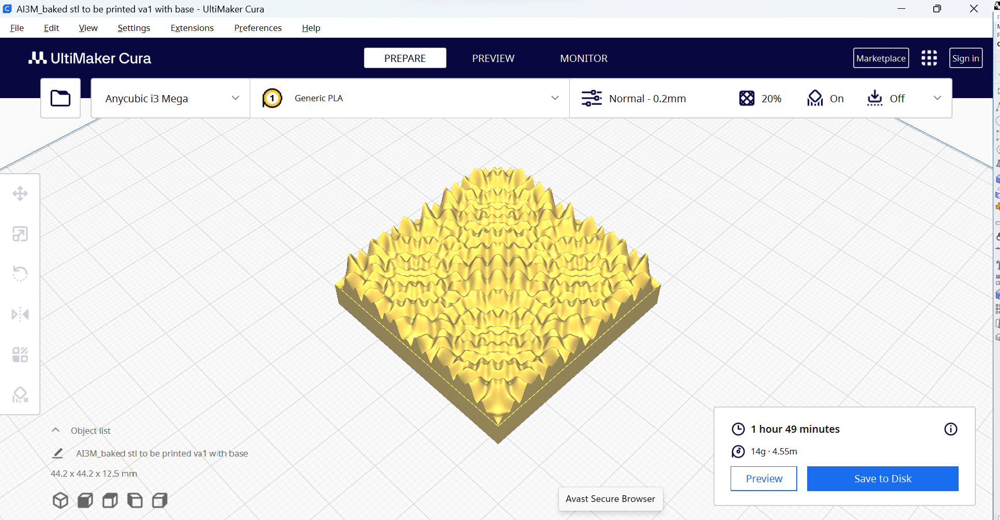 AI3M_baked stl to be printed va1 with base - UltiMaker Cura
File Edit View Settings Extensions Preferences Help
UltiMaker Cura PREPARE PREVIEW MONITOR Marketplace Sign in
Anycubic i3 Mega 1 Generic PLA Normal - 0.2mm 20% On Off
Object list
AI3M_baked stl to be printed va1 with base
44.2 x 44.2 x 12.5 mm
1 hour 49 minutes
14g · 4.55m
Preview Save to Disk
Avast Secure Browser